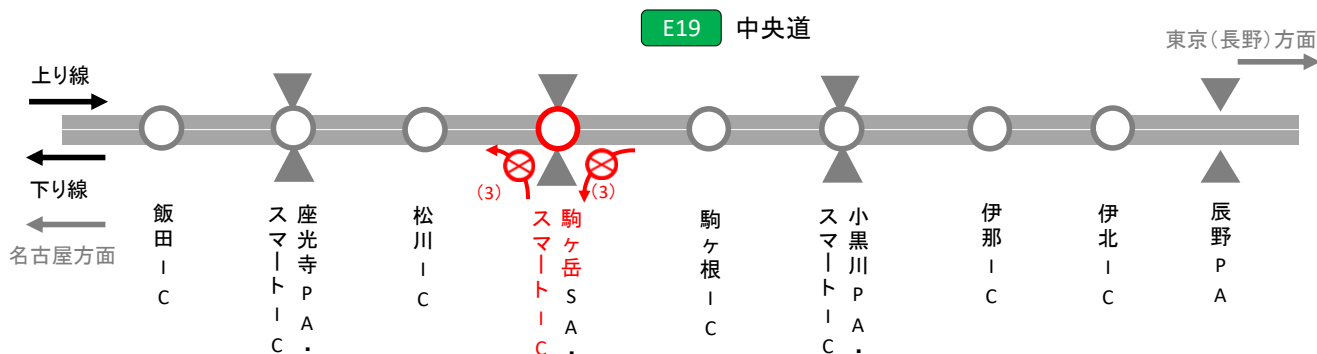 E19 中央道
東京(長野)方面
上り線
下り線
名古屋方面
(3)
(3)
飯田IC
座光寺PA・
スマートIC
松川IC
駒ヶ岳SA・
スマートIC
駒ヶ根IC
小黒川PA・
スマートIC
伊那IC
伊北IC
辰野PA